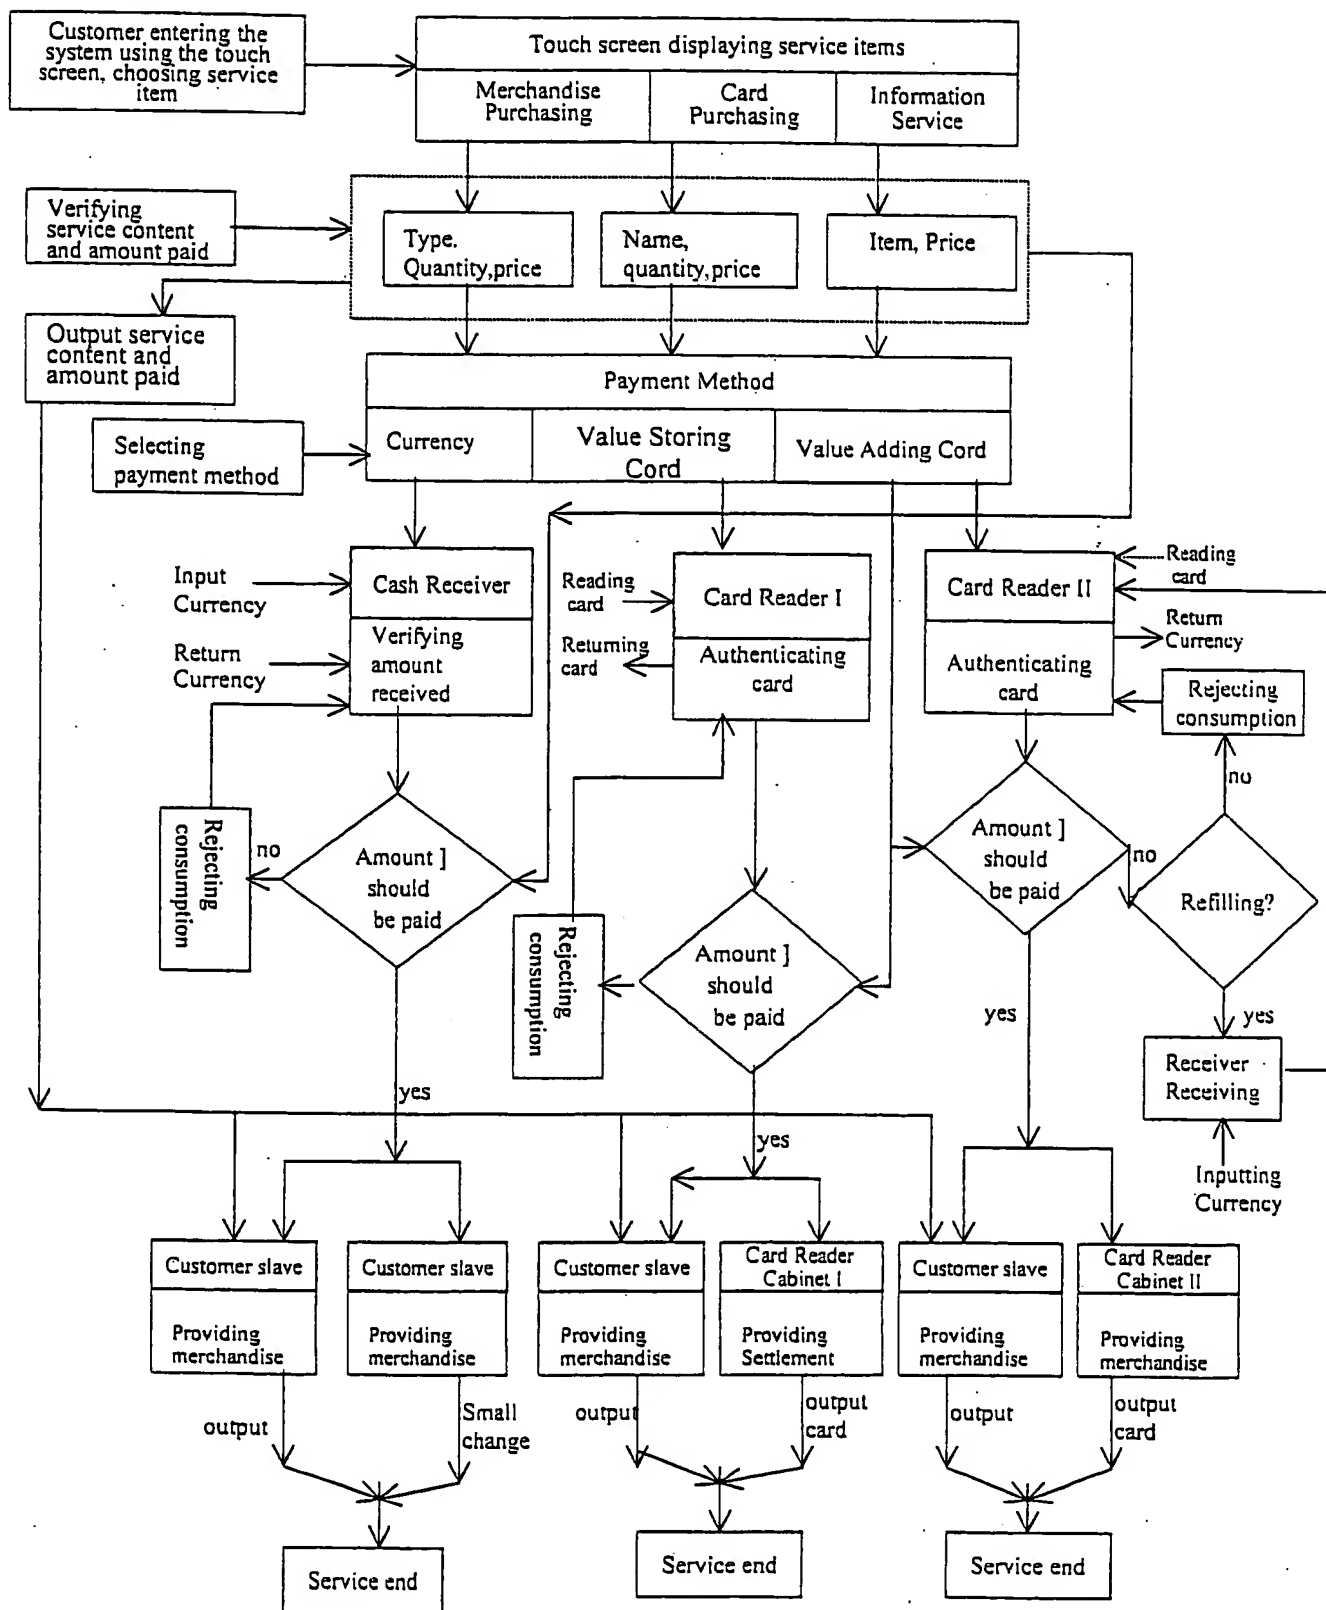 Customer entering the
system using the touch
screen, choosing service
item
Touch screen displaying service items
Merchandise
Purchasing
Card
Purchasing
Information
Service
Verifying
service content
and amount paid
Type.
Quantity,price
Name,
quantity,price
Item, Price
Output service
content and
amount paid
Payment Method
Selecting
payment method
Currency
Value Storing
Cord
Value Adding Cord
Input
Currency
Cash Receiver
Return
Currency
Verifying
amount
received
Reading
card
Card Reader I
Returning
card
Authenticating
card
Card Reader II
Reading
card
Return
Currency
Authenticating
card
Rejecting
consumption
no
Rejecting
consumption
no
Amount ]
should
be paid
Rejecting
consumption
Amount ]
should
be paid
Amount ]
should
be paid
no
Refilling?
yes
yes
Receiver
Receiving
yes
yes
Inputting
Currency
Customer slave
Providing
merchandise
Customer slave
Providing
merchandise
Customer slave
Providing
merchandise
Card Reader
Cabinet I
Providing
Settlement
Customer slave
Providing
merchandise
Card Reader
Cabinet II
Providing
merchandise
output
Small
change
output
output
card
output
output
card
Service end
Service end
Service end